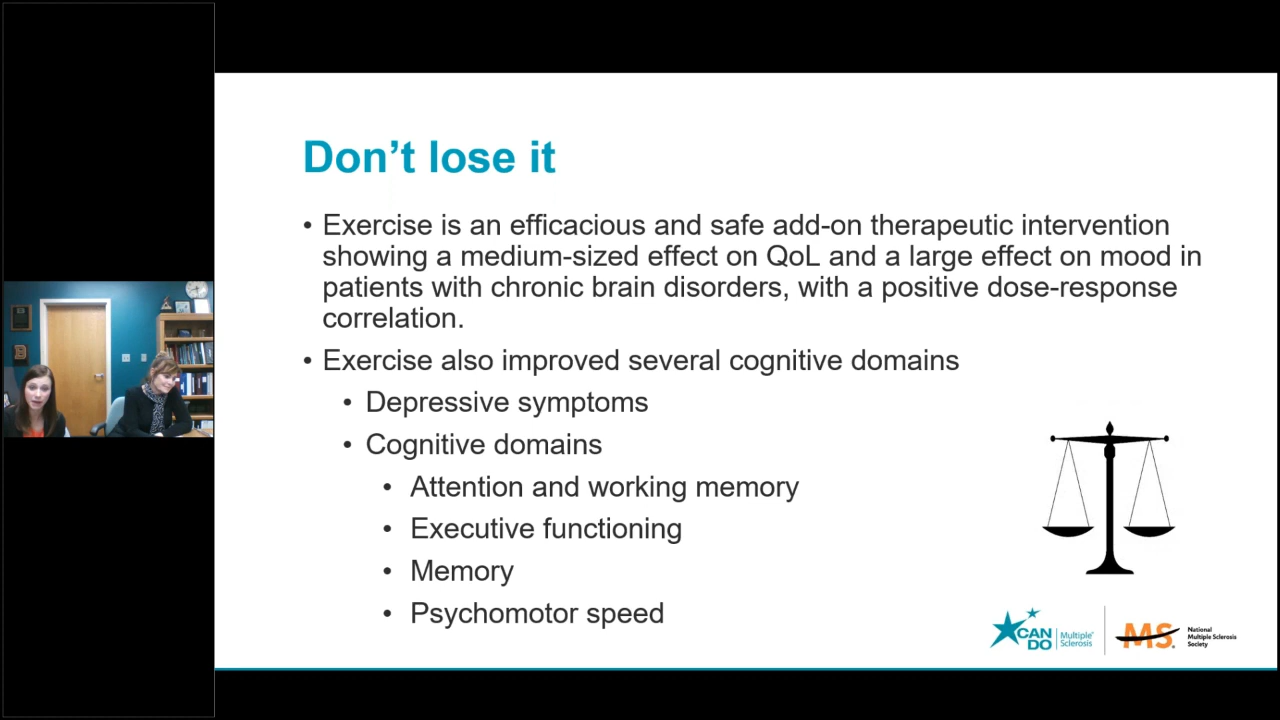 Don't lose it
• Exercise is an efficacious and safe add-on therapeutic intervention
showing a medium-sized effect on QoL and a large effect on mood in
patients with chronic brain disorders, with a positive dose-response
correlation.
• Exercise also improved several cognitive domains
• Depressive symptoms
• Cognitive domains
• Attention and working memory
• Executive functioning
• Memory
• Psychomotor speed
CAN
DO
Multiple
Sclerosis
MS
National
Multiple Sclerosis
Society